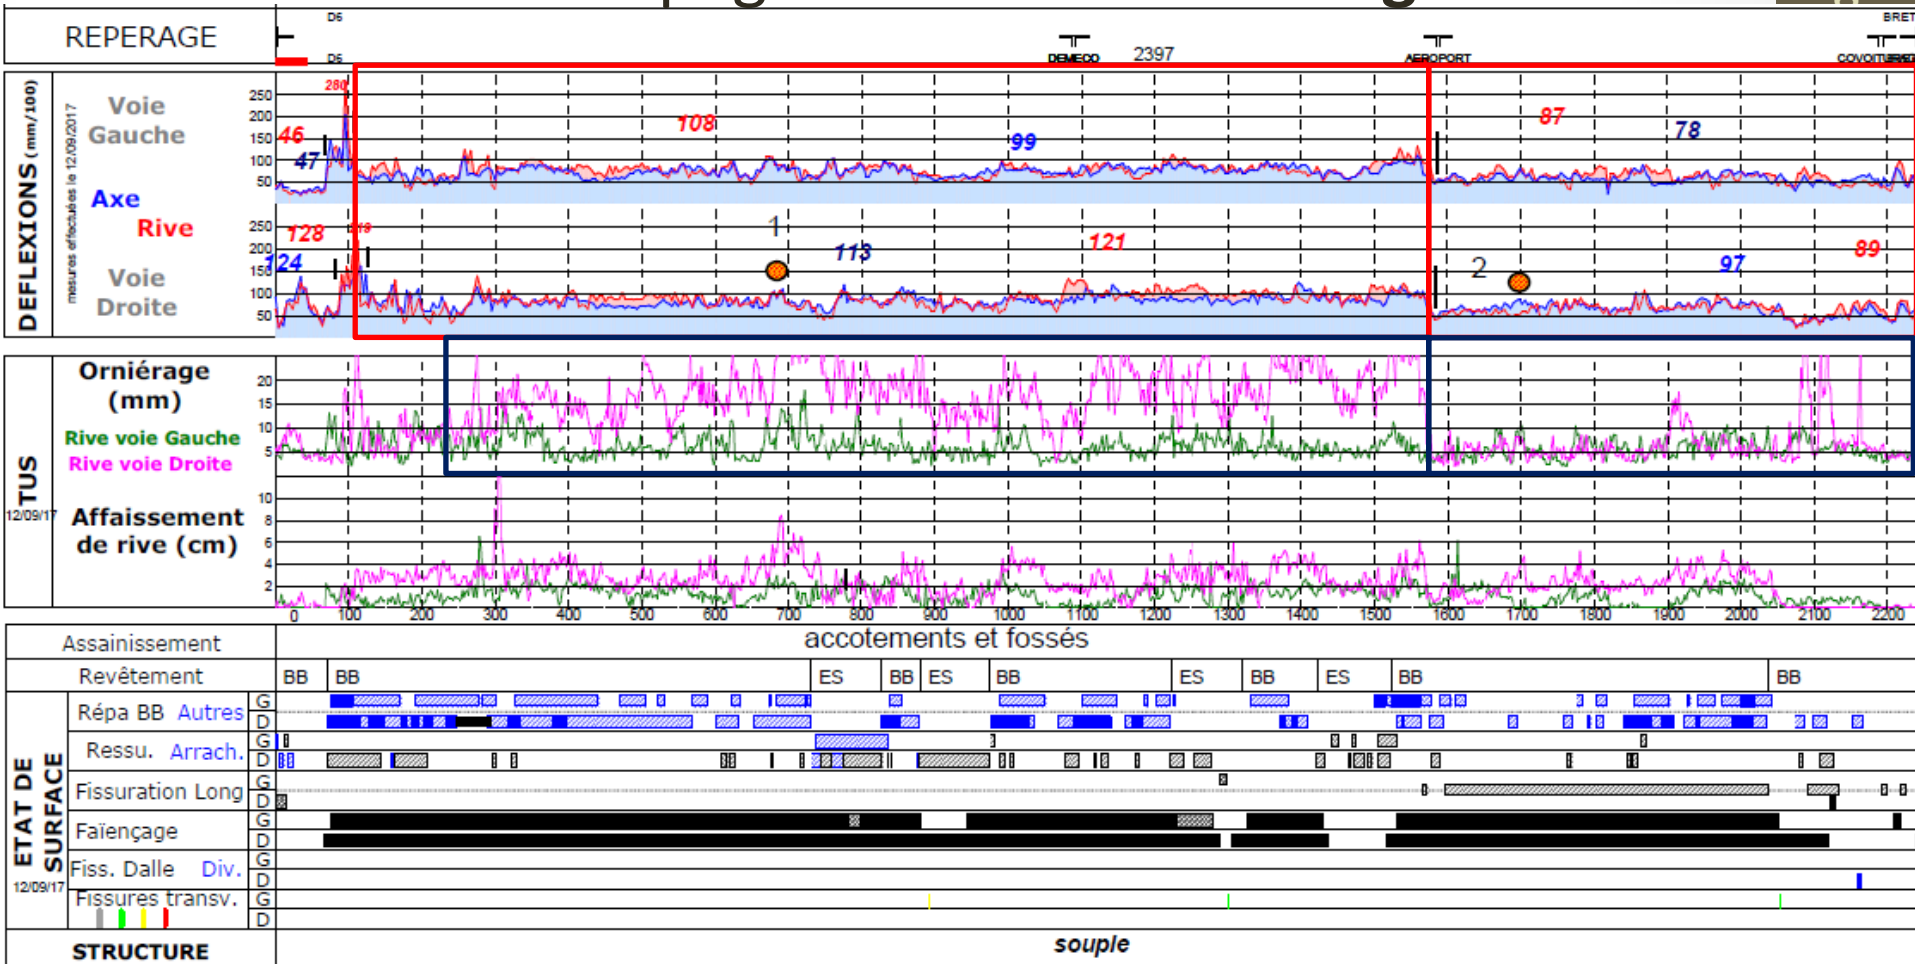 D6
BRET
REPERAGE
D6
DEMECO
2397
AEROPORT
DEFLEXIONS (mm/100)
mesures effectuées le 12/09/2017
Voie Gauche
Axe
Rive
Voie Droite
250
200
150
100
50
250
200
150
100
50
280
46
47
108
99
87
78
128
124
1
113
121
2
97
89
TUS
12/09/17
Orniérage
(mm)
Rive voie Gauche
Rive voie Droite
20
15
10
5
Affaissement
de rive (cm)
10
8
6
4
2
0 100 200 300 400 500 600 700 800 900 1000 1100 1200 1300 1400 1500 1600 1700 1800 1900 2000 2100 2200
Assainissement
accotements et fossés
Revêtement
BB BB ES BB ES BB ES BB ES BB BB
ETAT DE SURFACE
12/09/17
Répa BB Autres G D
Ressu. Arrach. G D
Fissuration Long G D
Faïençage G D
Fiss. Dalle Div. G D
Fissures transv. G D
STRUCTURE
souple